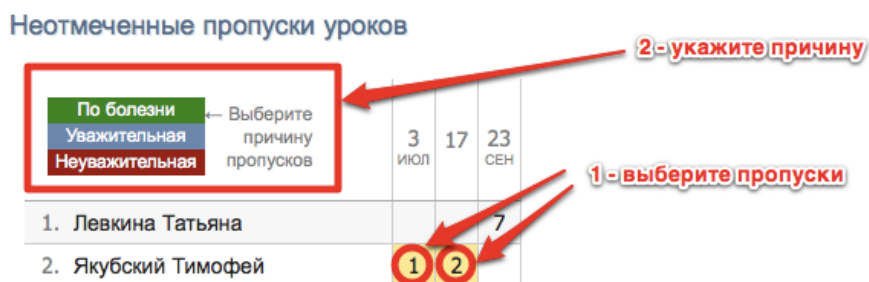 Неотмеченные пропуски уроков
2 - укажите причину
По болезни
Уважительная
Неуважительная
← Выберите
причину
пропусков
3 17 23
ИЮЛ СЕН
1 - выберите пропуски
1. Левкина Татьяна 7
2. Якубский Тимофей 1 2